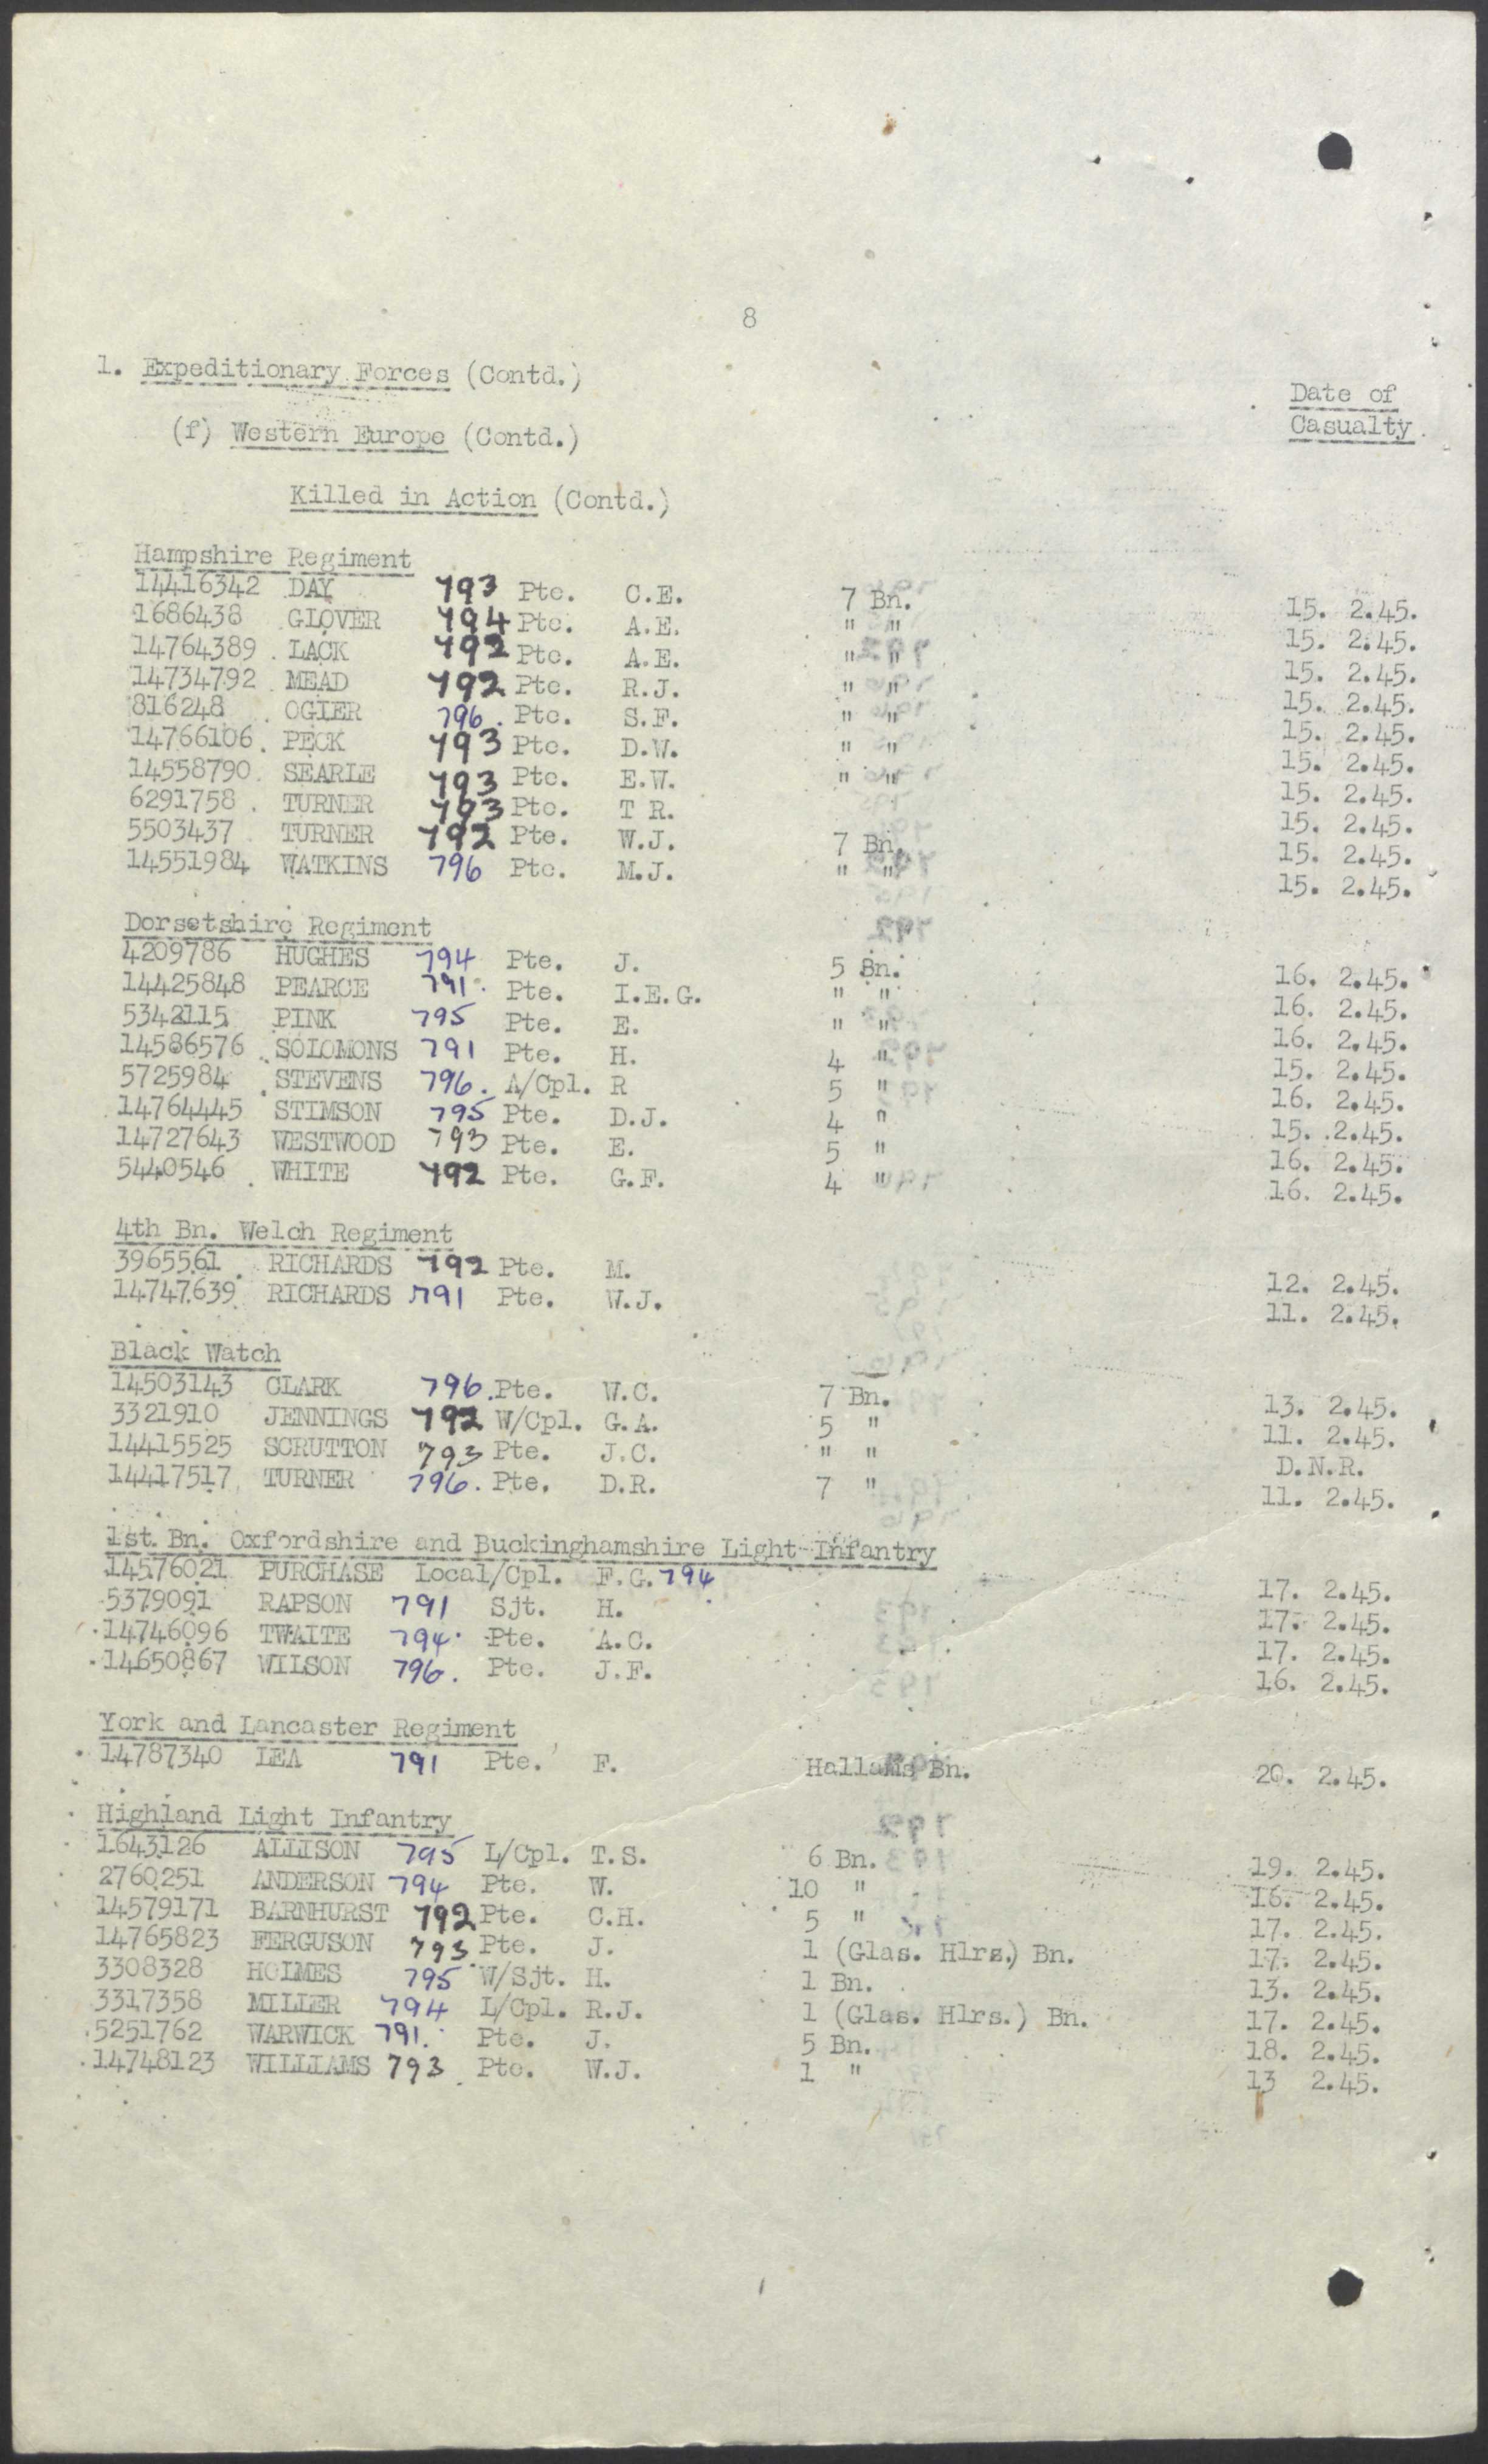 8
1. Expeditionary Forces (Contd.)
Date of
Casualty.
(f) Western Europe (Contd.)
Killed in Action (Contd.)
Hampshire Regiment
14416342 DAY 793 Pte. C.E. 7 Bn. 15. 2.45.
1686438 GLOVER 794 Pte. A.E. " " 15. 2.45.
14764389 LACK 792 Pte. A.E. " " 15. 2.45.
14734792 MEAD 792 Pte. R.J. " " 15. 2.45.
816248 OGIER 796. Pte. S.F. " " 15. 2.45.
14766106 PECK 793 Pte. D.W. " " 15. 2.45.
14558790 SEARLE 793 Pte. E.W. " " 15. 2.45.
6291758 TURNER 793 Pte. T R. 15. 2.45.
5503437 TURNER 792 Pte. W.J. 7 Bn. 15. 2.45.
14551984 WATKINS 796 Pte. M.J. " " 15. 2.45.
Dorsetshire Regiment
4209786 HUGHES 794 Pte. J. 5 Bn. 16. 2.45.
14425848 PEARCE 791. Pte. I.E.G. " " 16. 2.45.
5342115 PINK 795 Pte. E. " " 16. 2.45.
14586576 SOLOMONS 791 Pte. H. 4 " 15. 2.45.
5725984 STEVENS 796. A/Cpl. R 5 " 16. 2.45.
14764445 STIMSON 795 Pte. D.J. 4 " 15. 2.45.
14727643 WESTWOOD 793 Pte. E. 5 " 16. 2.45.
5440546 WHITE 792 Pte. G.F. 4 " 16. 2.45.
4th Bn. Welch Regiment
3965561 RICHARDS 792 Pte. M. 12. 2.45.
14747639 RICHARDS 791 Pte. W.J. 11. 2.45.
Black Watch
14503143 CLARK 796. Pte. W.C. 7 Bn. 13. 2.45.
3321910 JENNINGS 792 W/Cpl. G.A. 5 " 11. 2.45.
14415525 SCRUTTON 793 Pte. J.C. " " D.N.R.
14417517 TURNER 796. Pte. D.R. 7 " 11. 2.45.
1st. Bn. Oxfordshire and Buckinghamshire Light Infantry
14576021 PURCHASE Local/Cpl. F.G. 794 17. 2.45.
5379091 RAPSON 791 Sjt. H. 17. 2.45.
14746096 TWAITE 794. Pte. A.C. 17. 2.45.
14650867 WILSON 796. Pte. J.F. 16. 2.45.
York and Lancaster Regiment
14787340 LEA 791 Pte. F. Hallams Bn. 20. 2.45.
Highland Light Infantry
1643126 ALLISON 795 L/Cpl. T.S. 6 Bn. 19. 2.45.
2760251 ANDERSON 794 Pte. W. 10 " 16. 2.45.
14579171 BARNHURST 792 Pte. C.H. 5 " 17. 2.45.
14765823 FERGUSON 793 Pte. J. 1 (Glas. Hlrs.) Bn. 17. 2.45.
3308328 HOLMES 795 W/Sjt. H. 1 Bn. 13. 2.45.
3317358 MILLER 794 L/Cpl. R.J. 1 (Glas. Hlrs.) Bn. 17. 2.45.
5251762 WARWICK 791. Pte. J. 5 Bn. 18. 2.45.
14748123 WILLIAMS 793 Pte. W.J. 1 " 13 2.45.